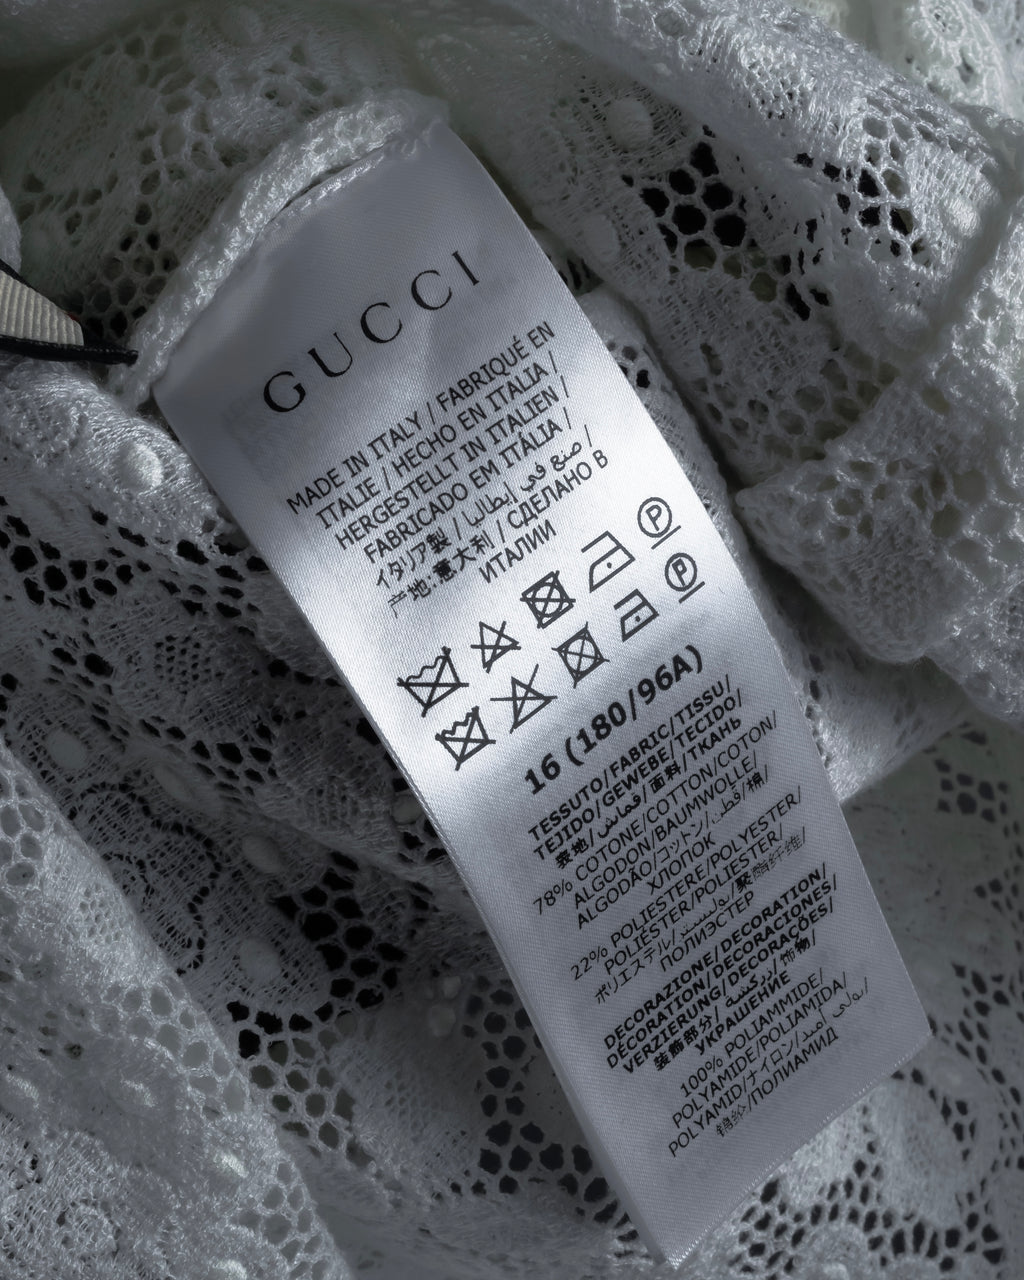 GUCCI
MADE IN ITALY / FABRIQUÉ EN
ITALIE / HECHO EN ITALIA /
HERGESTELLT IN ITALIEN /
FABRICADO EM ITÁLIA /
イタリア製 / صنع في إيطاليا /
产地:意大利 / СДЕЛАНО В
ИТАЛИИ
P
P
16 (180/96A)
TESSUTO/FABRIC/TISSU/
TEJIDO/GEWEBE/TECIDO/
表地/قماش/面料/ТКАНЬ
78% COTONE/COTTON/COTON/
ALGODON/BAUMWOLLE/
ALGODÃO/コットン/قطن/棉/
ХЛОПОК
22% POLIESTERE/POLYESTER/
POLIÉSTER/POLIESTER/
ポリエステル/بوليستر/聚酯纤维/
ПОЛИЭСТЕР
DECORAZIONE/DECORATION/
DÉCORATION/DECORACIONES/
VERZIERUNG/DECORAÇÕES/
装飾部分/الزركشة/饰物/
УКРАШЕНИЕ
100% POLIAMMIDE/
POLYAMIDE/POLIAMIDA/
POLYAMID/ナイロン/بولي أميد/
锦纶/ПОЛИАМИД